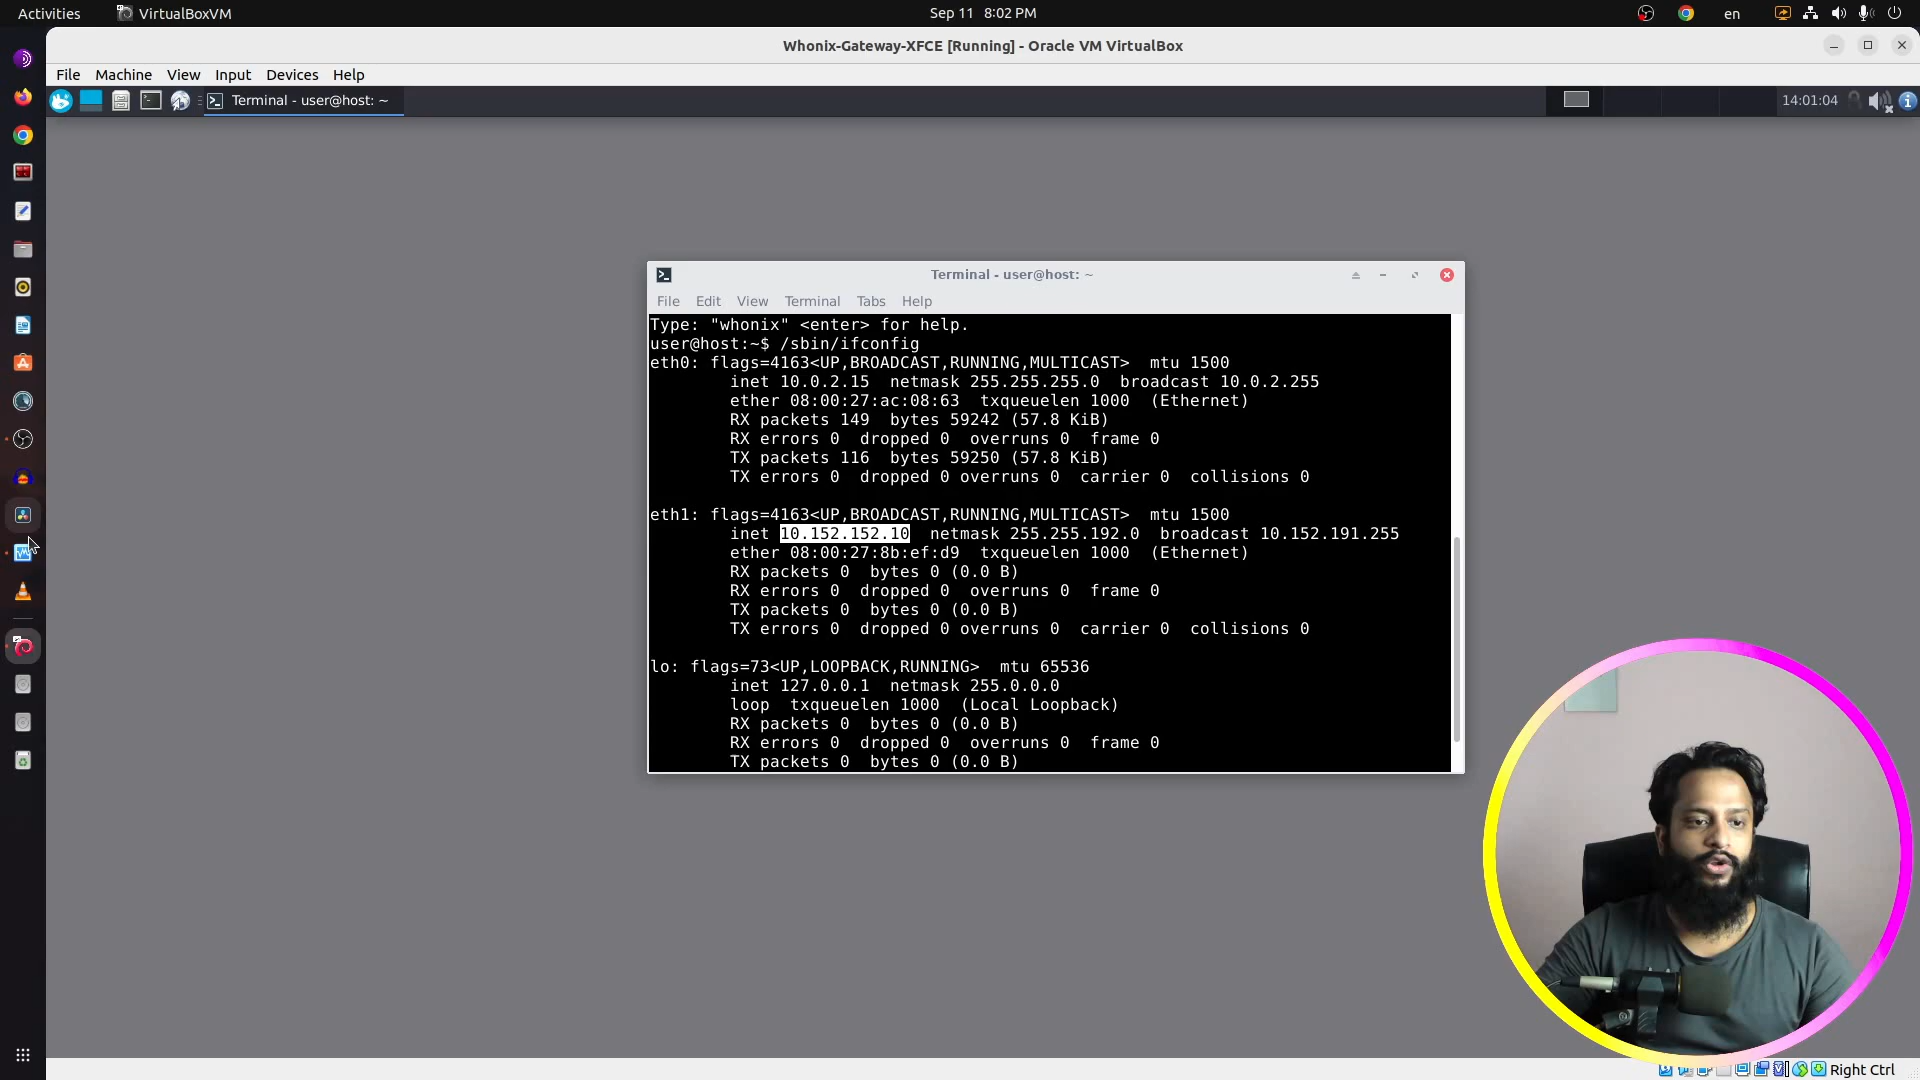 Activities VirtualBoxVM Sep 11 8:02 PM en
Whonix-Gateway-XFCE [Running] - Oracle VM VirtualBox
File Machine View Input Devices Help
Terminal - user@host: ~ 14:01:04
Terminal - user@host: ~
File Edit View Terminal Tabs Help
Type: "whonix" <enter> for help.
user@host:~$ /sbin/ifconfig
eth0: flags=4163<UP,BROADCAST,RUNNING,MULTICAST>  mtu 1500
inet 10.0.2.15  netmask 255.255.255.0  broadcast 10.0.2.255
ether 08:00:27:ac:08:63  txqueuelen 1000  (Ethernet)
RX packets 149  bytes 59242 (57.8 KiB)
RX errors 0  dropped 0  overruns 0  frame 0
TX packets 116  bytes 59250 (57.8 KiB)
TX errors 0  dropped 0 overruns 0  carrier 0  collisions 0
eth1: flags=4163<UP,BROADCAST,RUNNING,MULTICAST>  mtu 1500
inet 10.152.152.10  netmask 255.255.192.0  broadcast 10.152.191.255
ether 08:00:27:8b:ef:d9  txqueuelen 1000  (Ethernet)
RX packets 0  bytes 0 (0.0 B)
RX errors 0  dropped 0  overruns 0  frame 0
TX packets 0  bytes 0 (0.0 B)
TX errors 0  dropped 0 overruns 0  carrier 0  collisions 0
lo: flags=73<UP,LOOPBACK,RUNNING>  mtu 65536
inet 127.0.0.1  netmask 255.0.0.0
loop  txqueuelen 1000  (Local Loopback)
RX packets 0  bytes 0 (0.0 B)
RX errors 0  dropped 0  overruns 0  frame 0
TX packets 0  bytes 0 (0.0 B)
Right Ctrl